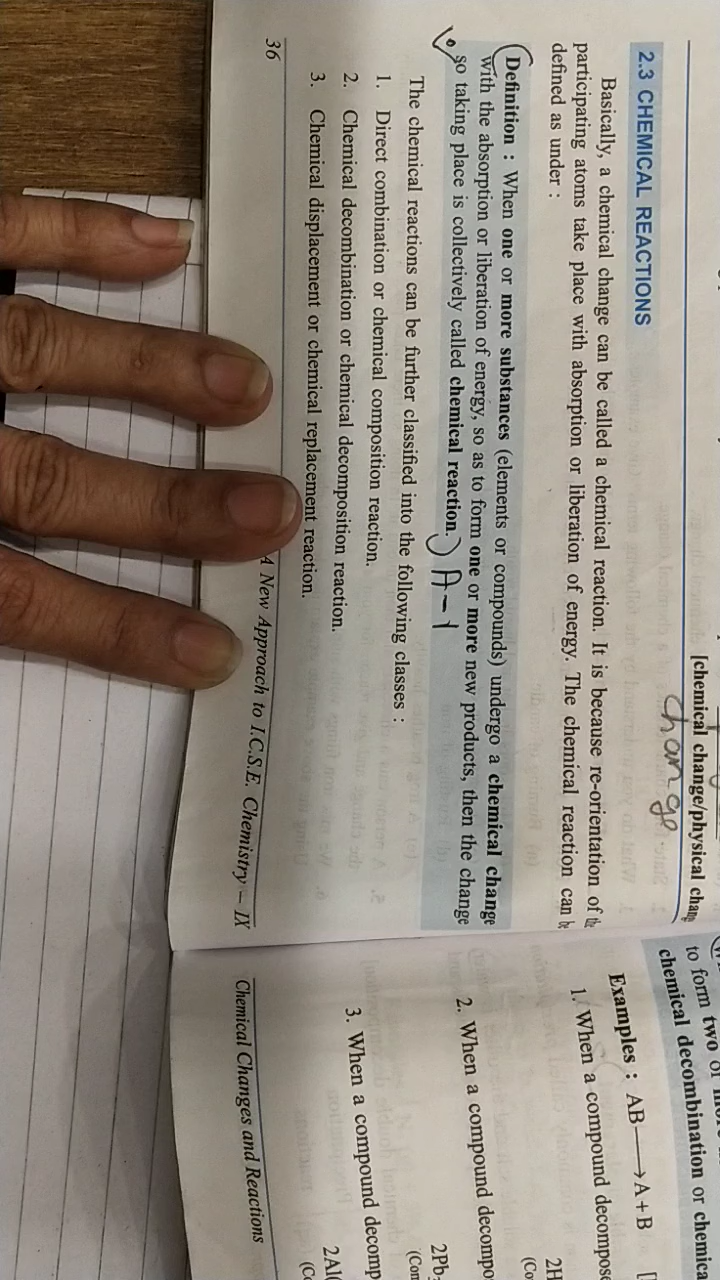 [chemical change/physical
change
2.3 CHEMICAL REACTIONS
Basically, a chemical change can be called a chemical reaction. It is because re-orientation of
participating atoms take place with absorption or liberation of energy. The chemical reaction can
defined as under :
Definition : When one or more substances (elements or compounds) undergo a chemical change
with the absorption or liberation of energy, so as to form one or more new products, then the change
so taking place is collectively called chemical reaction. A-1
The chemical reactions can be further classified into the following classes :
1. Direct combination or chemical composition reaction.
2. Chemical decombination or chemical decomposition reaction.
3. Chemical displacement or chemical replacement reaction.
36
A New Approach to I.C.S.E. Chemistry – IX
to form two or
chemical decombination or
Examples : AB⟶A + B [
1. When a compound
2H
2. When a compound
2Pb
3. When a compound
Chemical Changes and Reactions